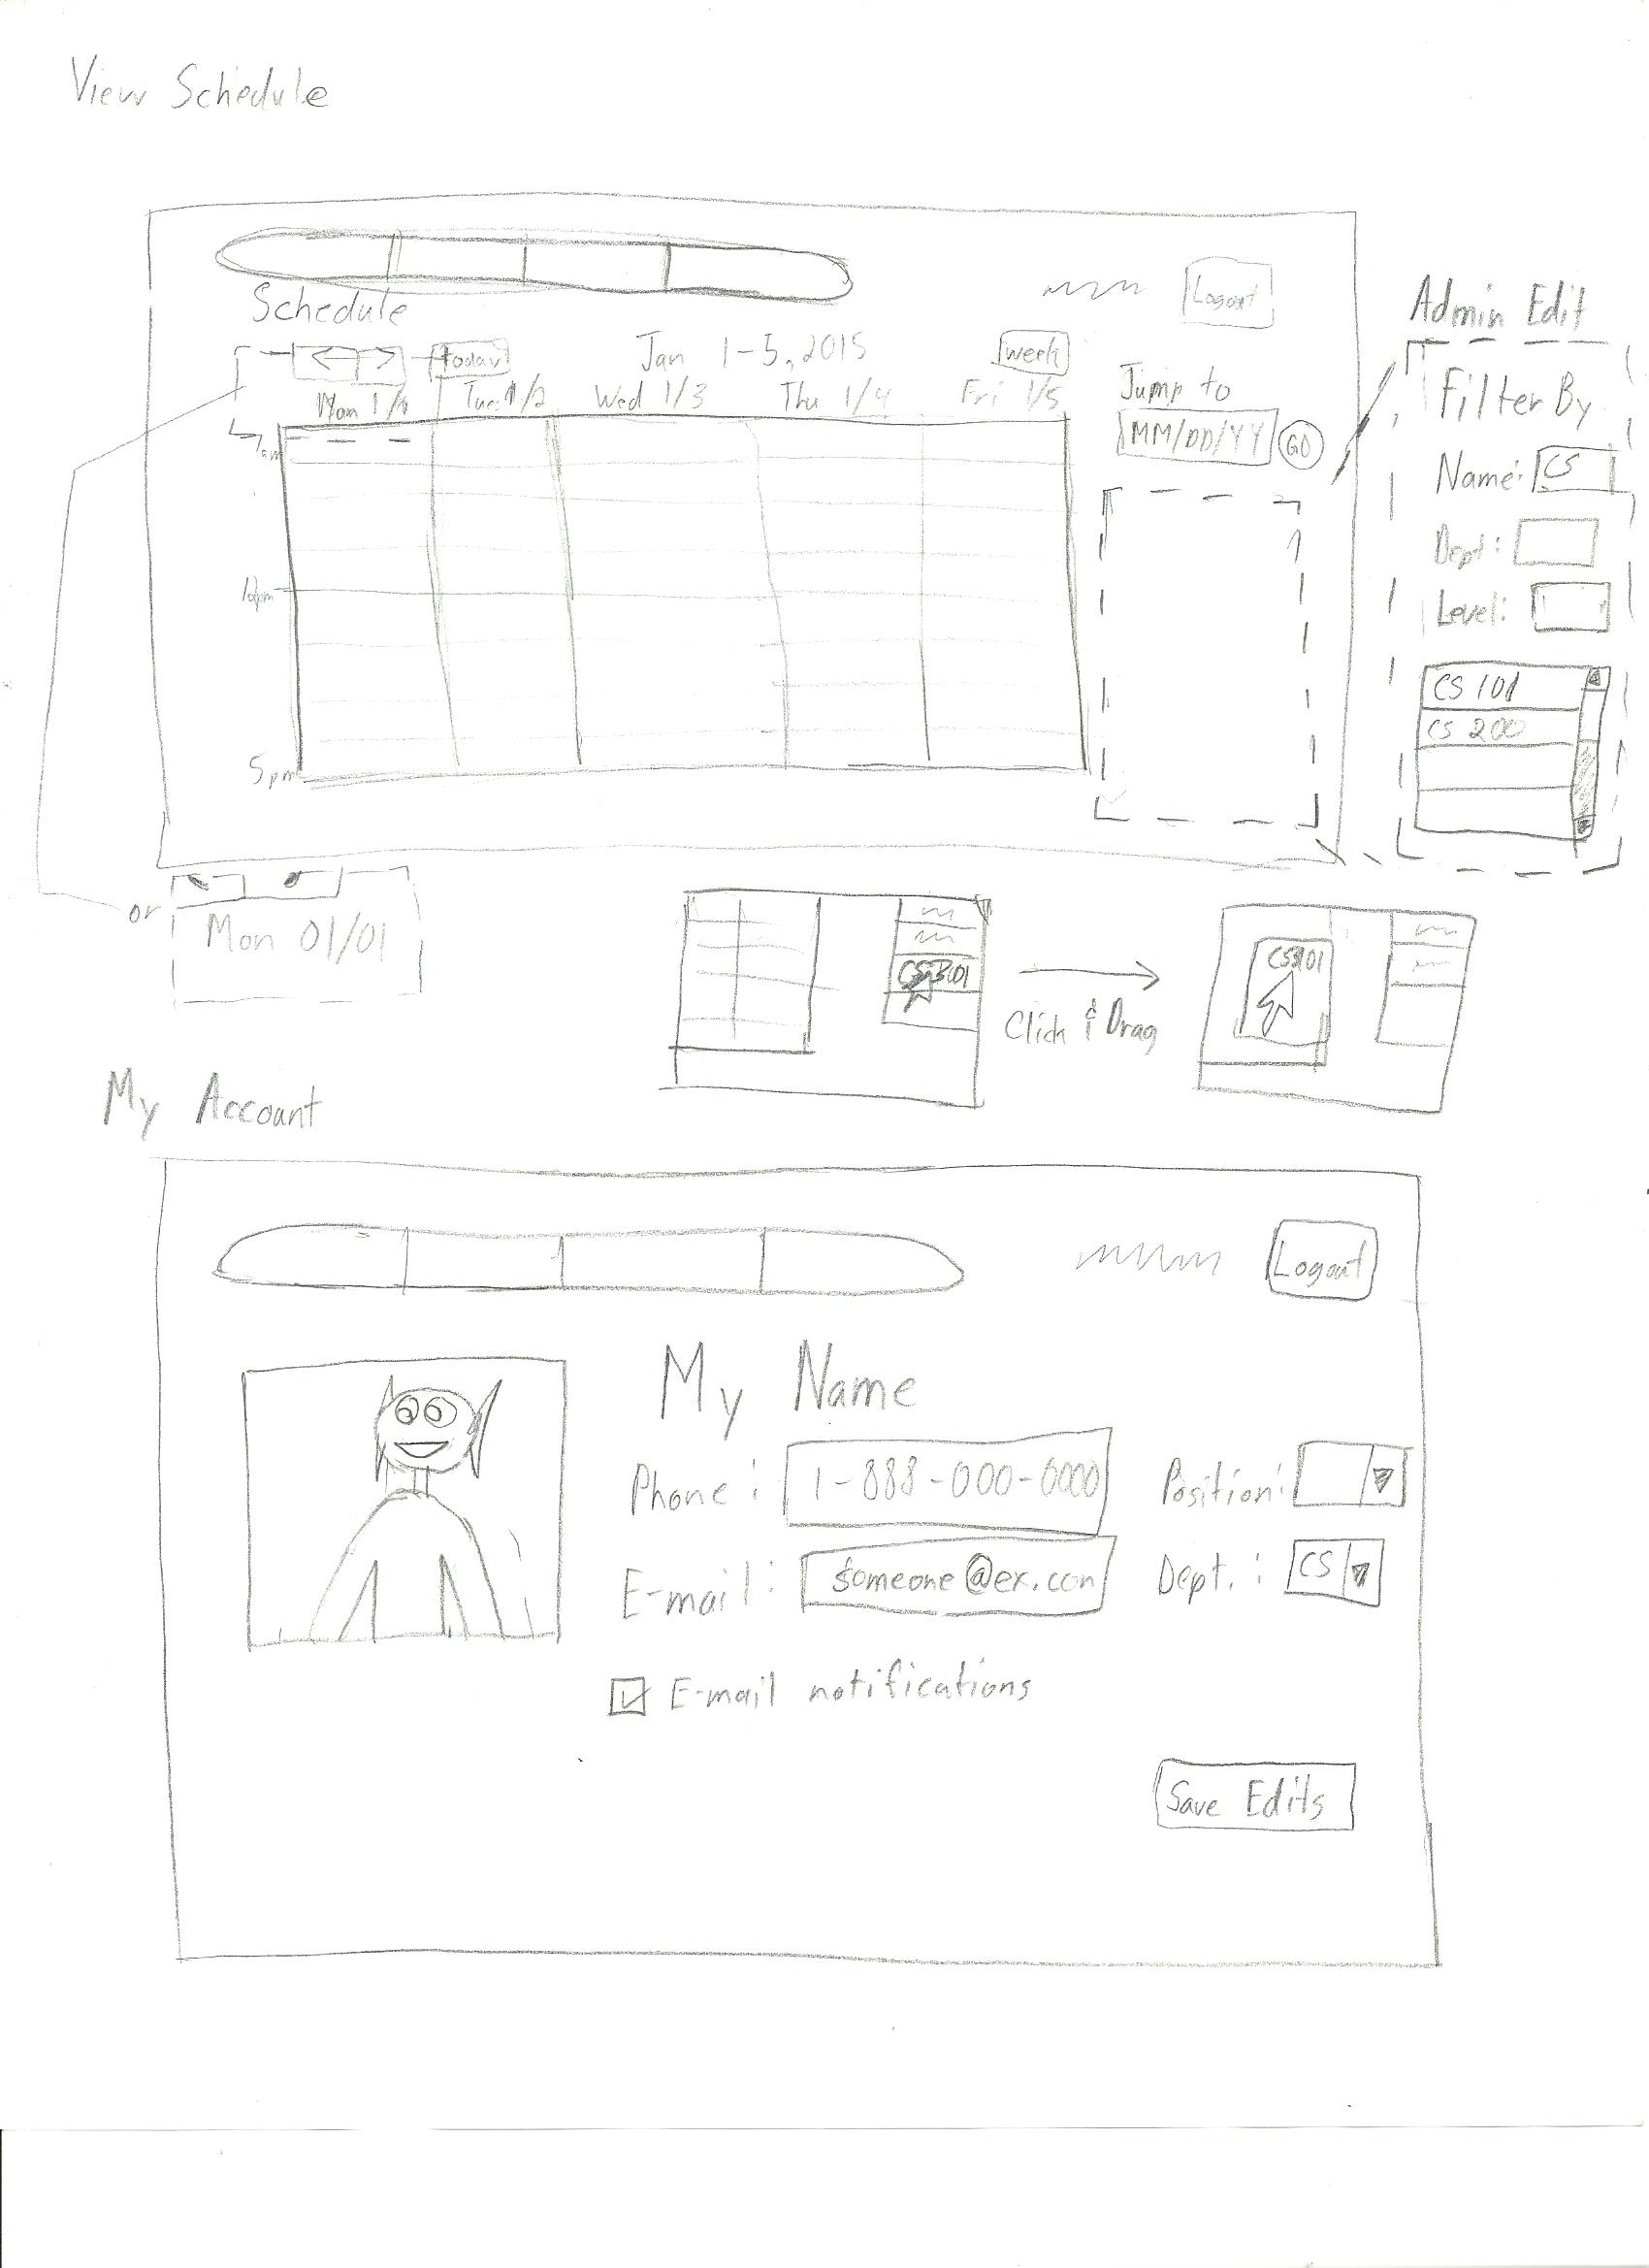 View Schedule
Logout
Schedule
Today
Jan 1-5, 2015
week
Mon 1/1
Tue 1/2
Wed 1/3
Thu 1/4
Fri 1/5
Jump to
MM/DD/YY
GO
7am
5pm
Admin Edit
Filter By
Name: CS
Dept:
Level:
CS 101
CS 200
or
Mon 01/01
CS 101
Click & Drag
CS 101
My Account
Logout
My Name
Phone: 1-888-000-0000
Position:
E-mail: someone@ex.com
Dept.: CS
E-mail notifications
Save Edits